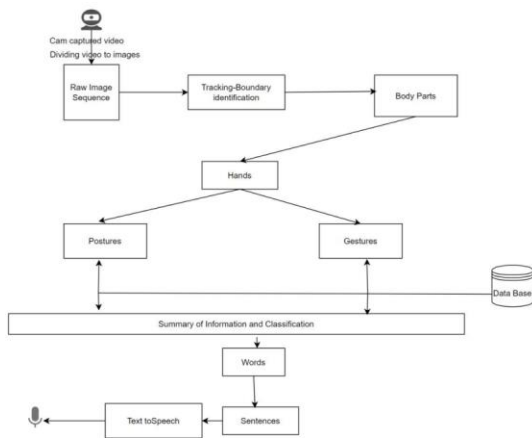 Cam captured video
Dividing video to images
Raw Image
Sequence
Tracking-Boundary
identification
Body Parts
Hands
Postures
Gestures
Data Base
Summary of Information and Classification
Words
Sentences
Text toSpeech